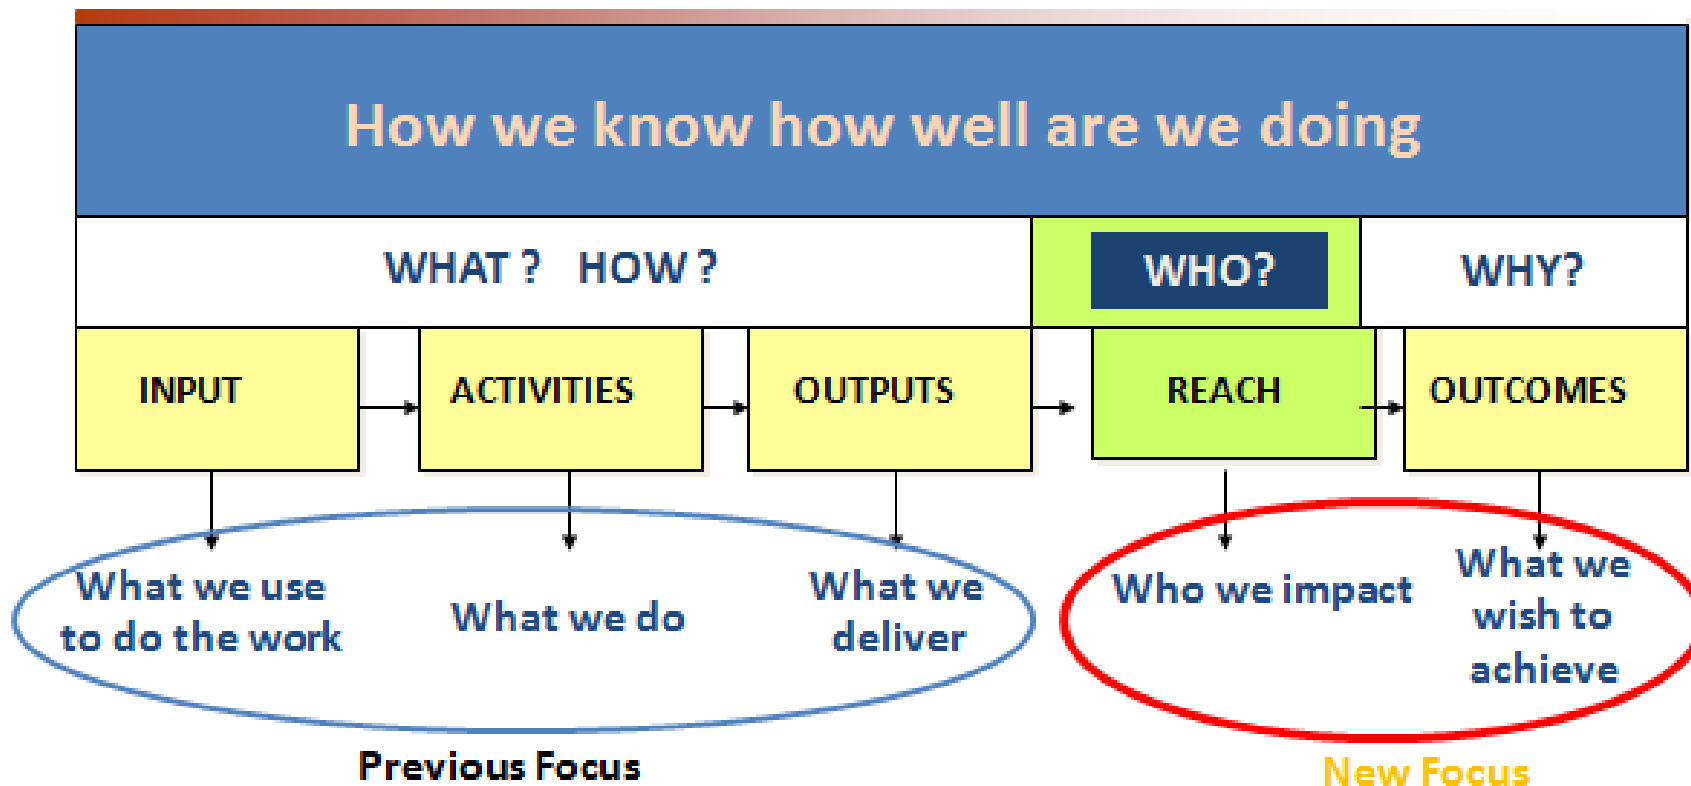 How we know how well are we doing
WHAT ? HOW ?
WHO?
WHY?
INPUT
ACTIVITIES
OUTPUTS
REACH
OUTCOMES
What we use
to do the work
What we do
What we
deliver
Who we impact
What we
wish to
achieve
Previous Focus
New Focus